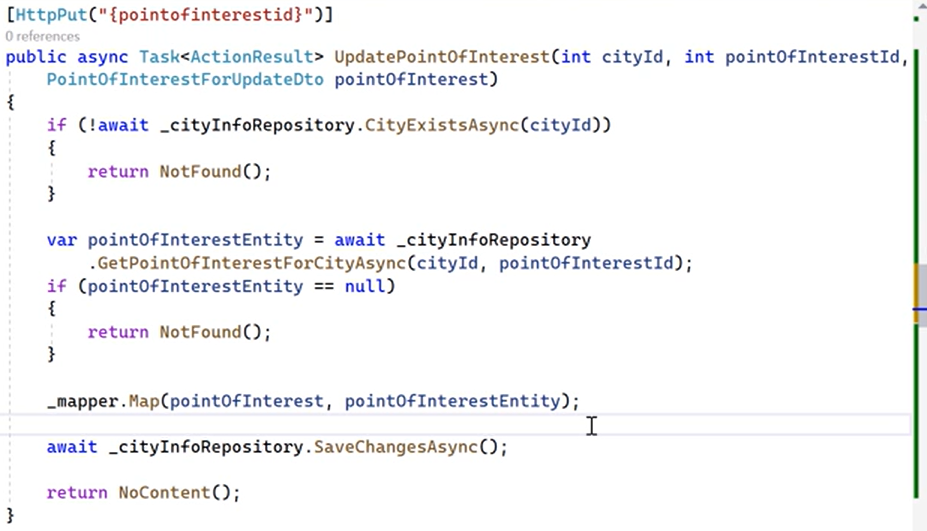 [HttpPut("{pointofinterestid}")]
0 references
public async Task<ActionResult> UpdatePointOfInterest(int cityId, int pointOfInterestId,
PointOfInterestForUpdateDto pointOfInterest)
{
if (!await _cityInfoRepository.CityExistsAsync(cityId))
{
return NotFound();
}
var pointOfInterestEntity = await _cityInfoRepository
.GetPointOfInterestForCityAsync(cityId, pointOfInterestId);
if (pointOfInterestEntity == null)
{
return NotFound();
}
_mapper.Map(pointOfInterest, pointOfInterestEntity);
await _cityInfoRepository.SaveChangesAsync();
return NoContent();
}